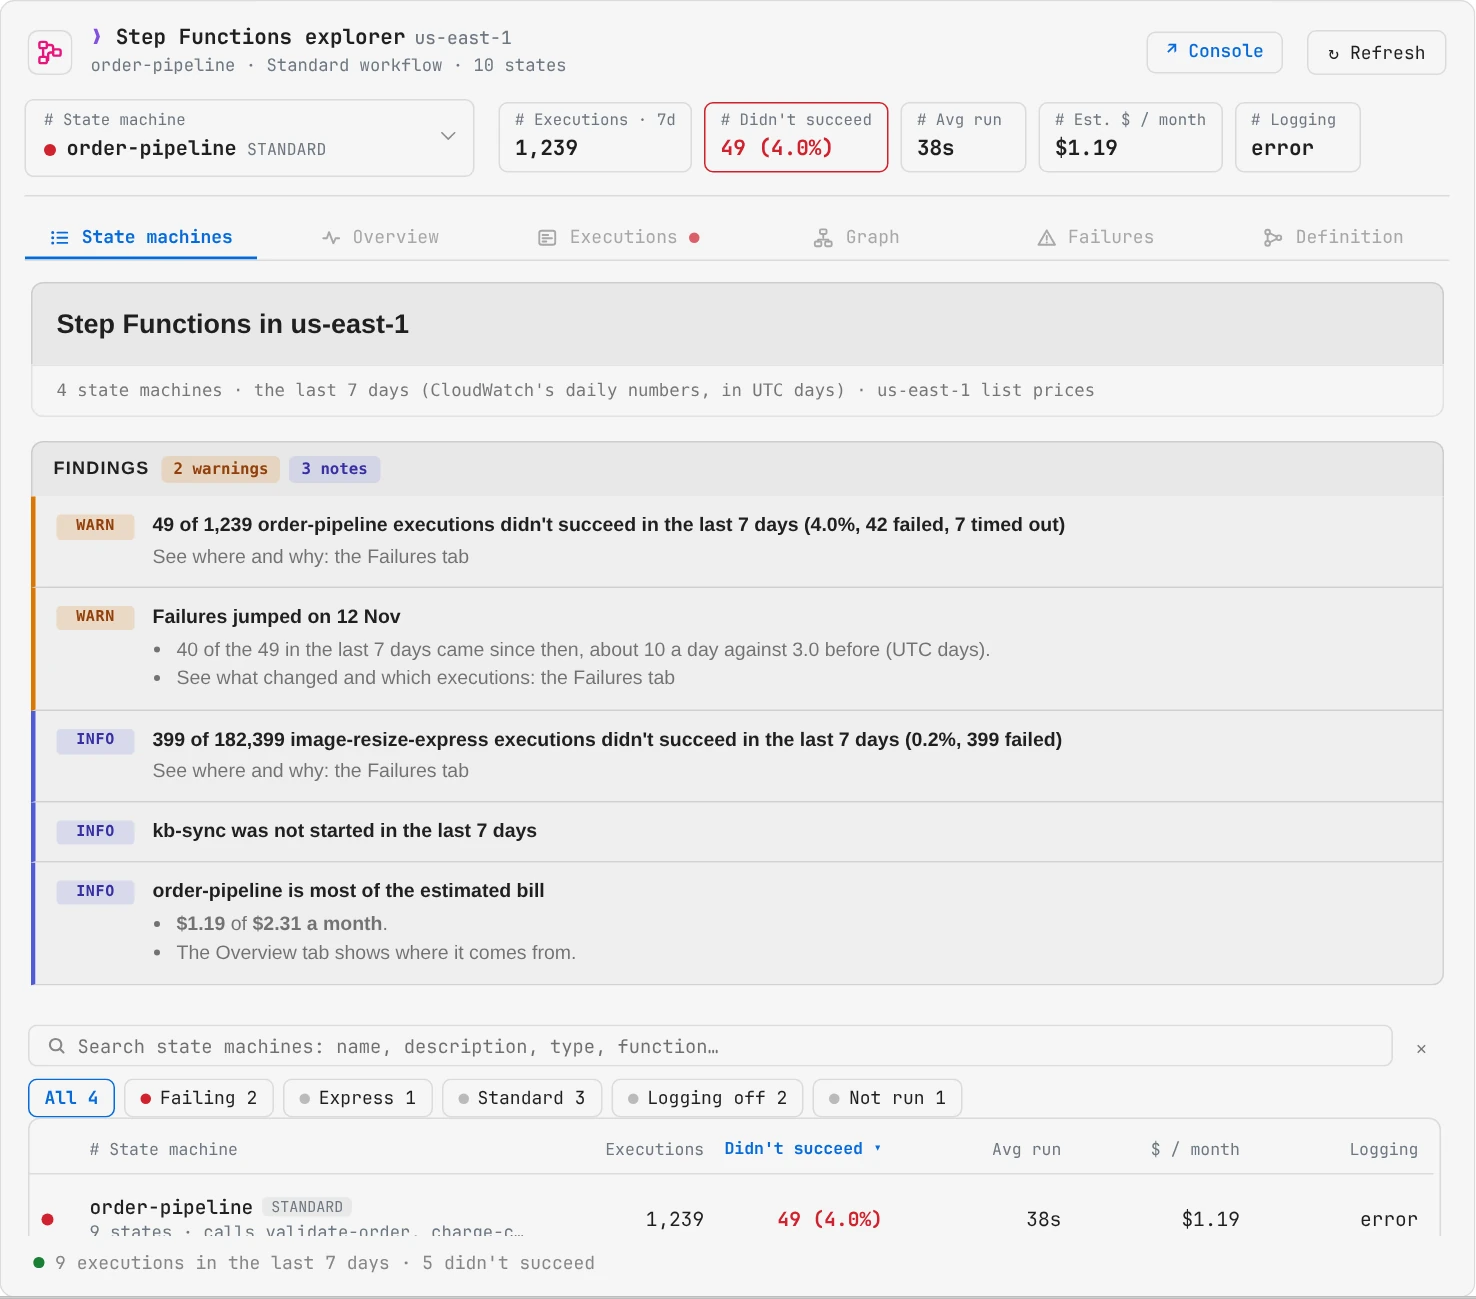 ❫ Step Functions explorer us-east-1
order-pipeline · Standard workflow · 10 states
↗ Console
↻ Refresh
# State machine
order-pipeline STANDARD
# Executions · 7d
1,239
# Didn't succeed
49 (4.0%)
# Avg run
38s
# Est. $ / month
$1.19
# Logging
error
State machines
Overview
Executions
Graph
Failures
Definition
Step Functions in us-east-1
4 state machines · the last 7 days (CloudWatch's daily numbers, in UTC days) · us-east-1 list prices
FINDINGS 2 warnings 3 notes
WARN 49 of 1,239 order-pipeline executions didn't succeed in the last 7 days (4.0%, 42 failed, 7 timed out)
See where and why: the Failures tab
WARN Failures jumped on 12 Nov
• 40 of the 49 in the last 7 days came since then, about 10 a day against 3.0 before (UTC days).
• See what changed and which executions: the Failures tab
INFO 399 of 182,399 image-resize-express executions didn't succeed in the last 7 days (0.2%, 399 failed)
See where and why: the Failures tab
INFO kb-sync was not started in the last 7 days
INFO order-pipeline is most of the estimated bill
• $1.19 of $2.31 a month.
• The Overview tab shows where it comes from.
Search state machines: name, description, type, function…
×
All 4
Failing 2
Express 1
Standard 3
Logging off 2
Not run 1
# State machine Executions Didn't succeed ▾ Avg run $ / month Logging
order-pipeline STANDARD 1,239 49 (4.0%) 38s $1.19 error
9 states · calls validate-order, charge-c…
9 executions in the last 7 days · 5 didn't succeed